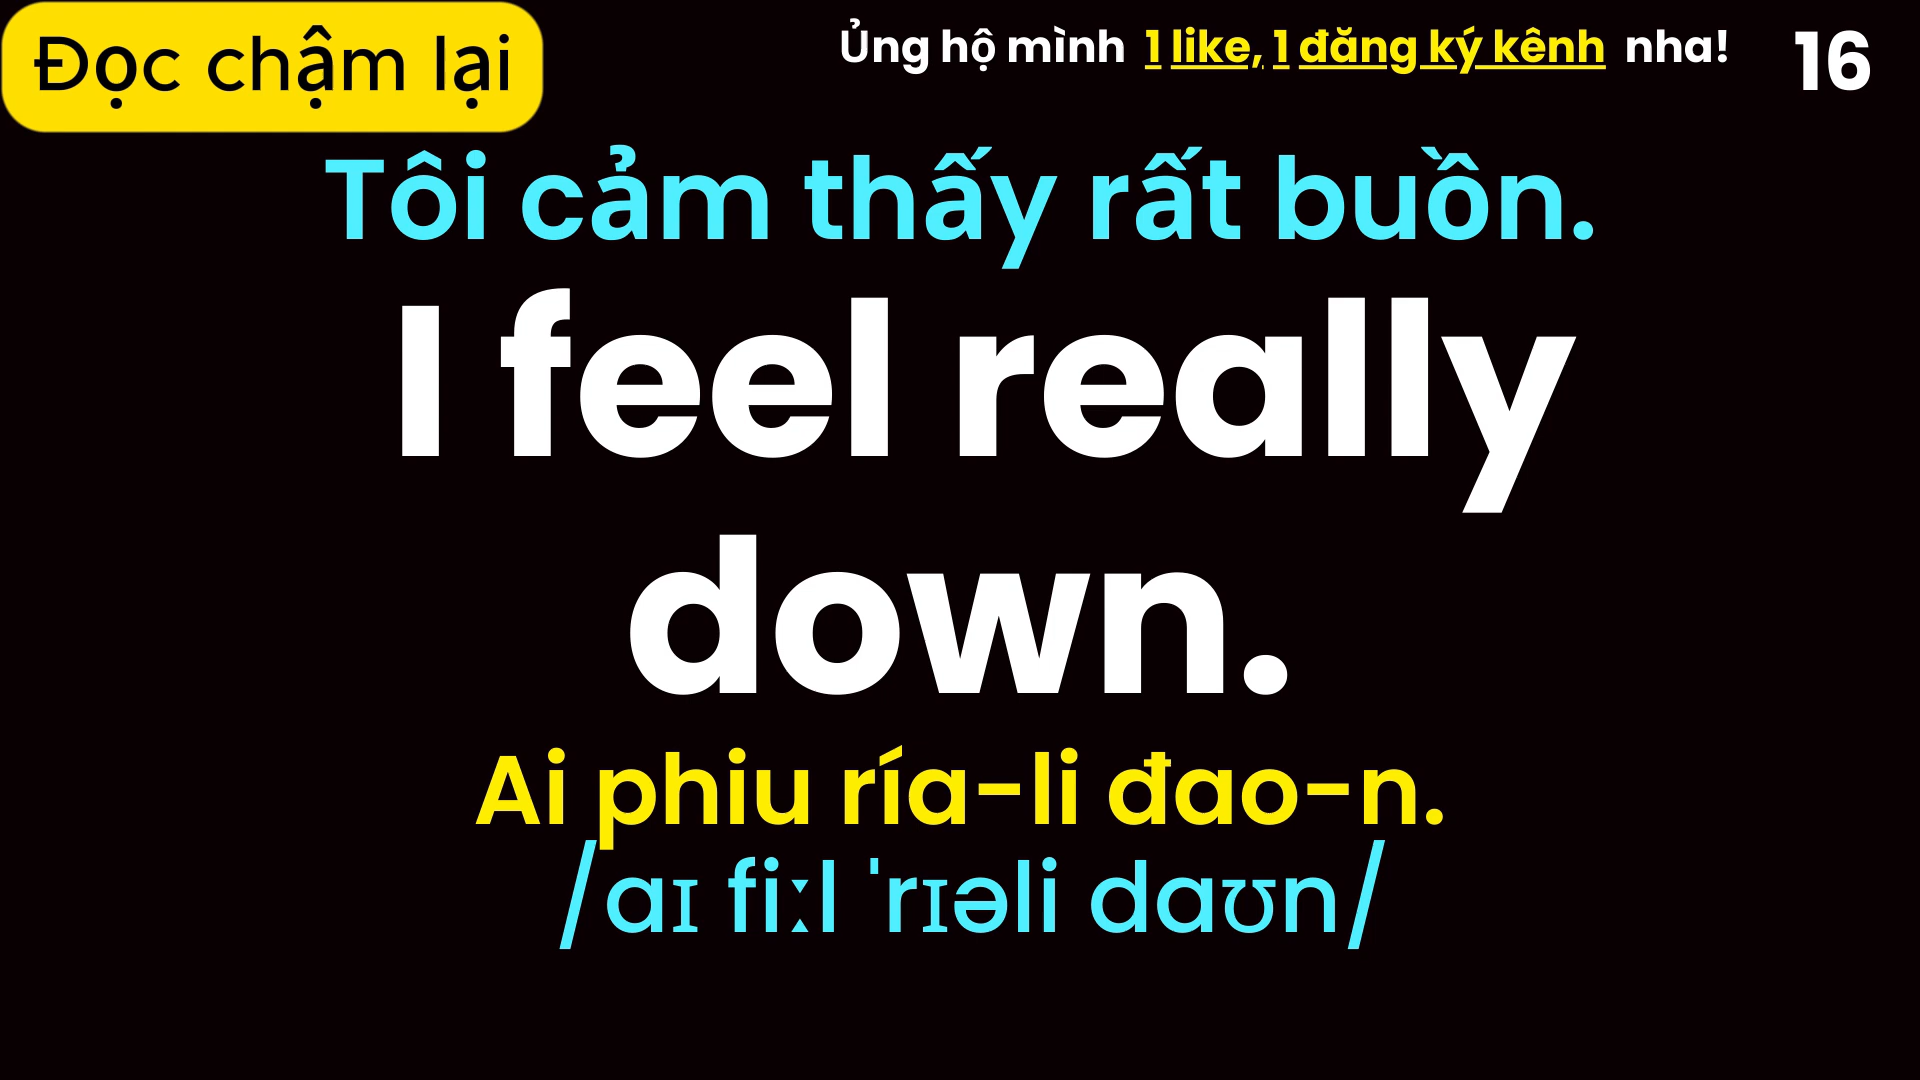 Đọc chậm lại
Ủng hộ mình 1 like, 1 đăng ký kênh nha!
16
Tôi cảm thấy rất buồn.
I feel really
down.
Ai phiu ría-li đao-n.
/aɪ fiːl ˈrɪəli daʊn/